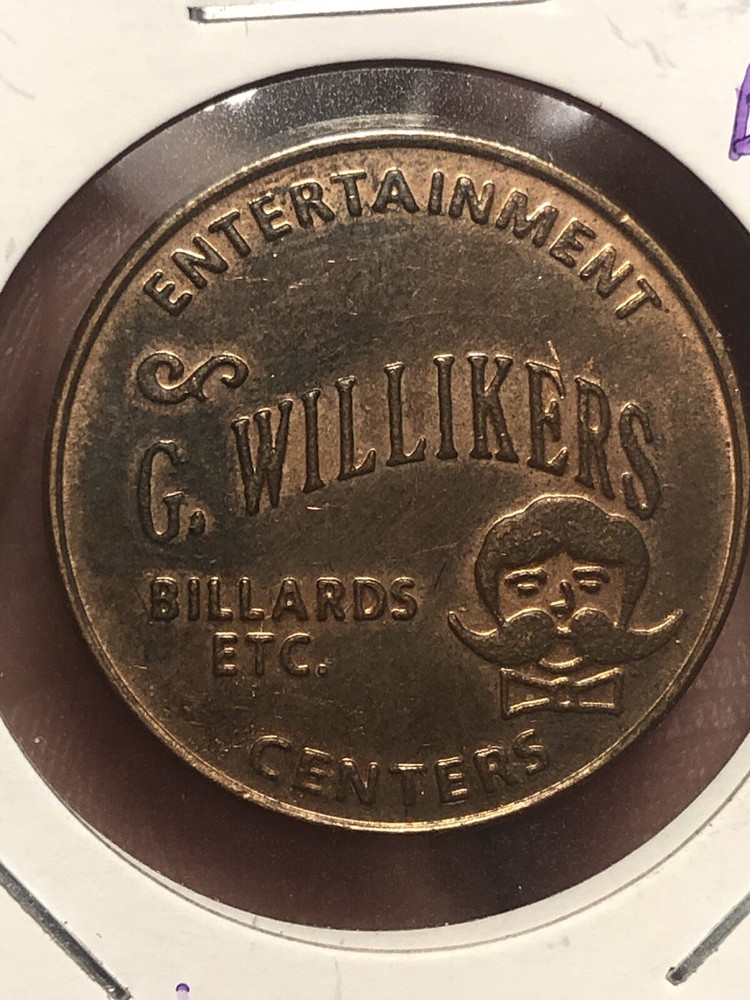 ENTERTAINMENT
G. WILLIKERS
BILLARDS
ETC.
CENTERS